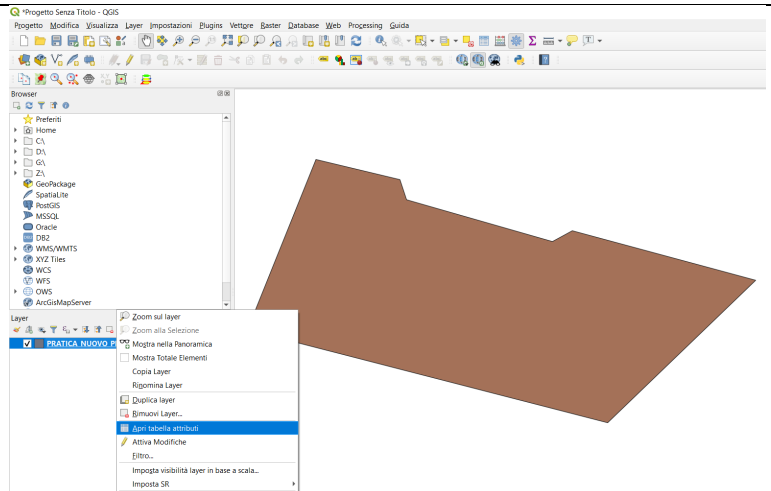 *Progetto Senza Titolo - QGIS
Progetto Modifica Visualizza Layer Impostazioni Plugins Vettore Raster Database Web Processing Guida
Browser
Preferiti
Home
C:\
D:\
G:\
Z:\
GeoPackage
SpatiaLite
PostGIS
MSSQL
Oracle
DB2
WMS/WMTS
XYZ Tiles
WCS
WFS
OWS
ArcGisMapServer
Layer
PRATICA_NUOVO_P
Zoom sul layer
Zoom alla Selezione
Mostra nella Panoramica
Mostra Totale Elementi
Copia Layer
Rinomina Layer
Duplica layer
Rimuovi Layer...
Apri tabella attributi
Attiva Modifiche
Filtro...
Imposta visibilità layer in base a scala...
Imposta SR